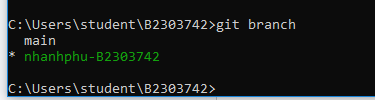 C:\Users\student\B2303742>git branch
  main
* nhanhphu-B2303742
C:\Users\student\B2303742>